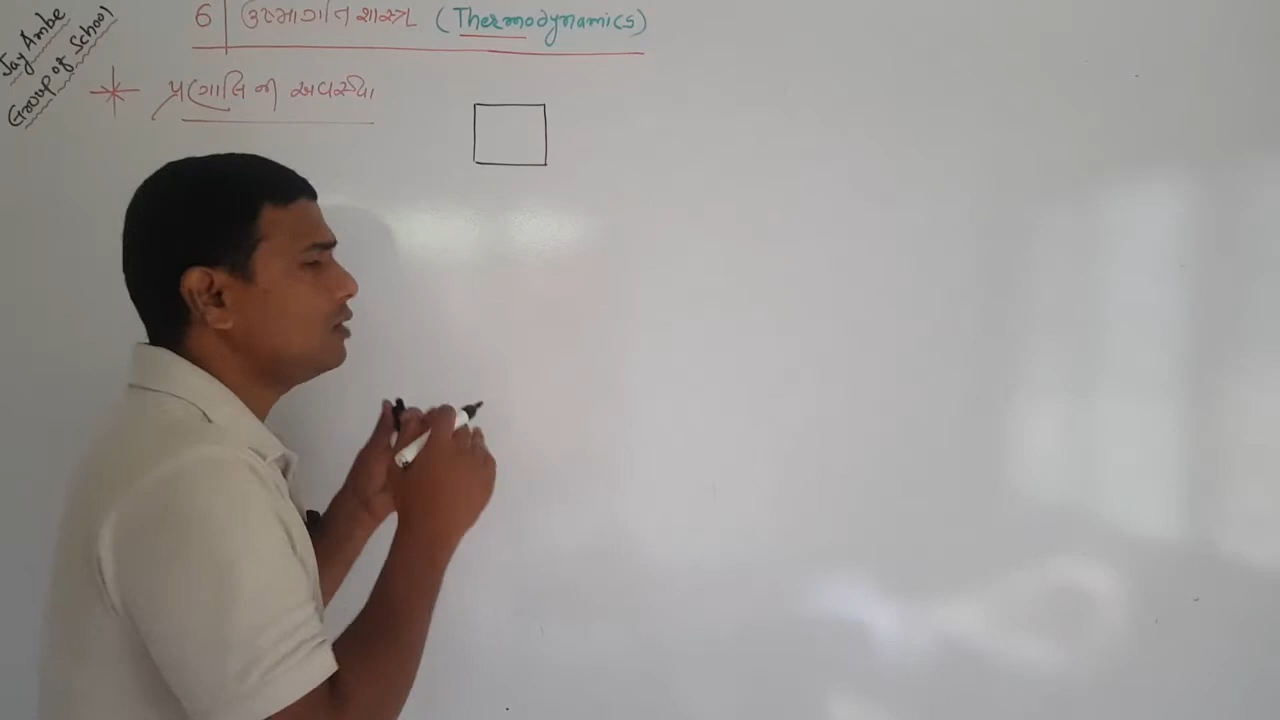 Jay Ambe
Group of School
6 ઉષ્માગતિ શાસ્ત્ર (Thermodynamics)
* પ્રણાલિ ની અવસ્થા